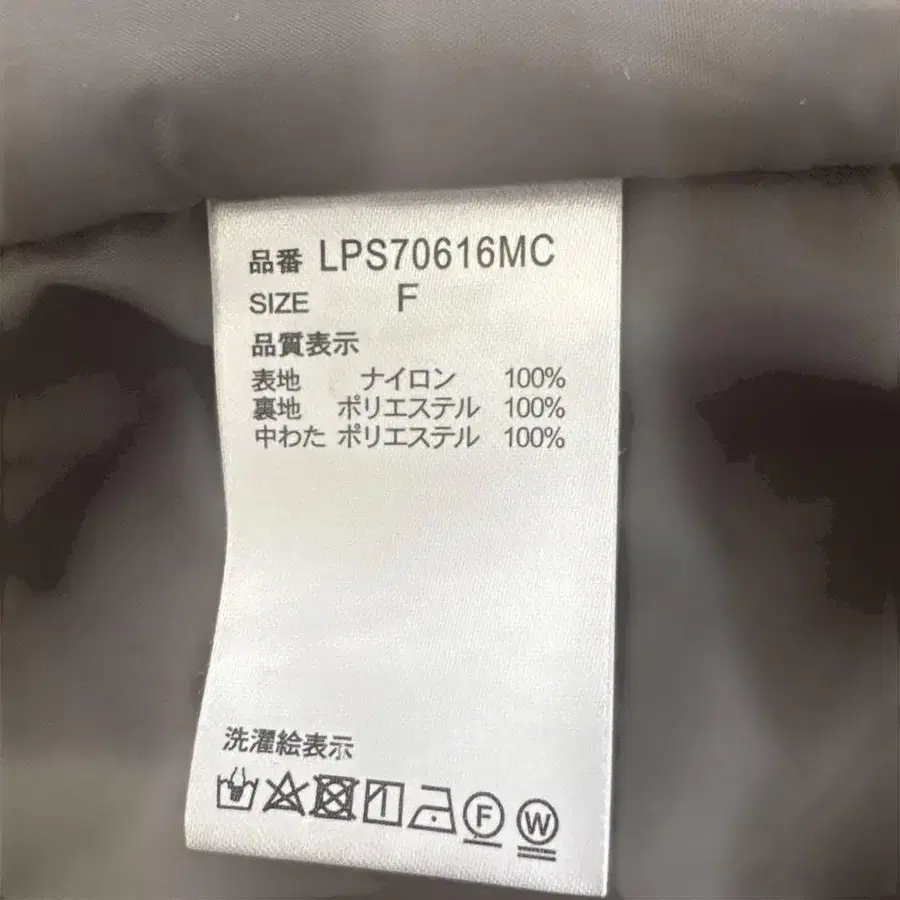 品番 LPS70616MC
SIZE F
品質表示
表地 ナイロン 100%
裏地 ポリエステル 100%
中わた ポリエステル 100%
洗濯絵表示
F W